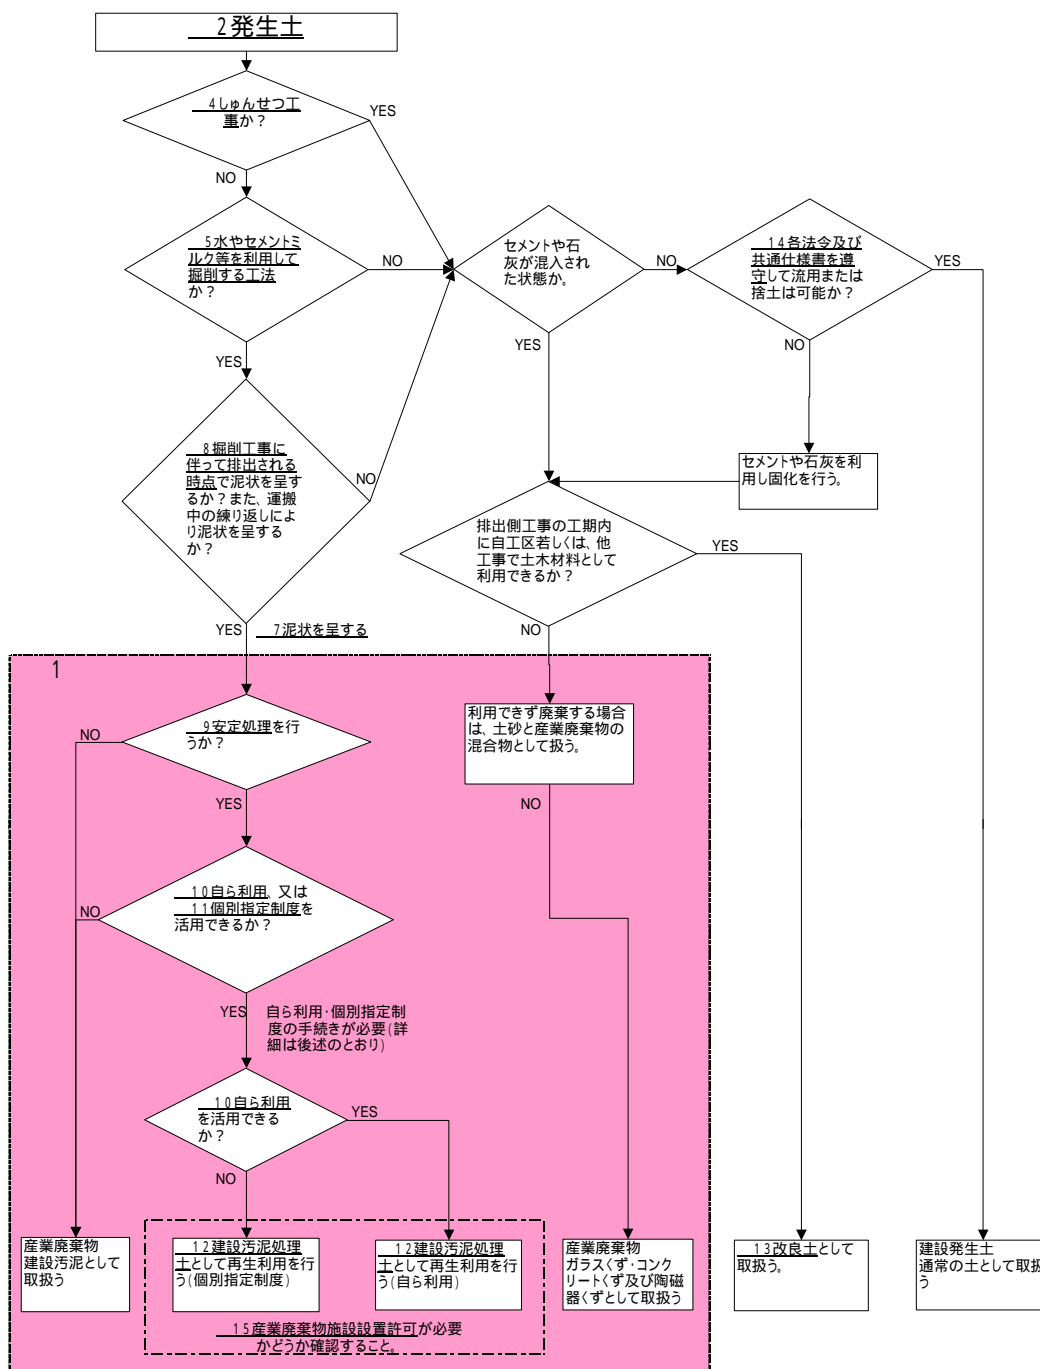 2発生土
4しゅんせつ工
事か？
YES
NO
5水やセメントミ
ルク等を利用して
掘削する工法
か？
NO
YES
セメントや石
灰が混入され
た状態か。
NO
YES
14各法令及び
共通仕様書を遵
守して流用または
捨土は可能か？
YES
NO
8掘削工事に
伴って排出される
時点で泥状を呈す
るか？また、運搬
中の練り返しによ
り泥状を呈する
か？
NO
YES
7泥状を呈する
セメントや石灰を利
用し固化を行う。
排出側工事の工期内
に自工区若しくは、他
工事で土木材料として
利用できるか？
YES
NO
1
9安定処理を行
うか？
NO
YES
利用できず廃棄する場合
は、土砂と産業廃棄物の
混合物として扱う。
NO
10自ら利用、又は
11個別指定制度を
活用できるか？
NO
YES
自ら利用・個別指定制
度の手続きが必要(詳
細は後述のとおり)
10自ら利用
を活用できる
か？
YES
NO
産業廃棄物
建設汚泥として
取扱う
12建設汚泥処理
土として再生利用を行
う(個別指定制度)
12建設汚泥処理
土として再生利用を行
う(自ら利用)
15産業廃棄物施設設置許可が必要
かどうか確認すること。
産業廃棄物
ガラスくず・コンク
リートくず及び陶磁
器くずとして取扱う
13改良土として
取扱う。
建設発生土
通常の土として取扱
う